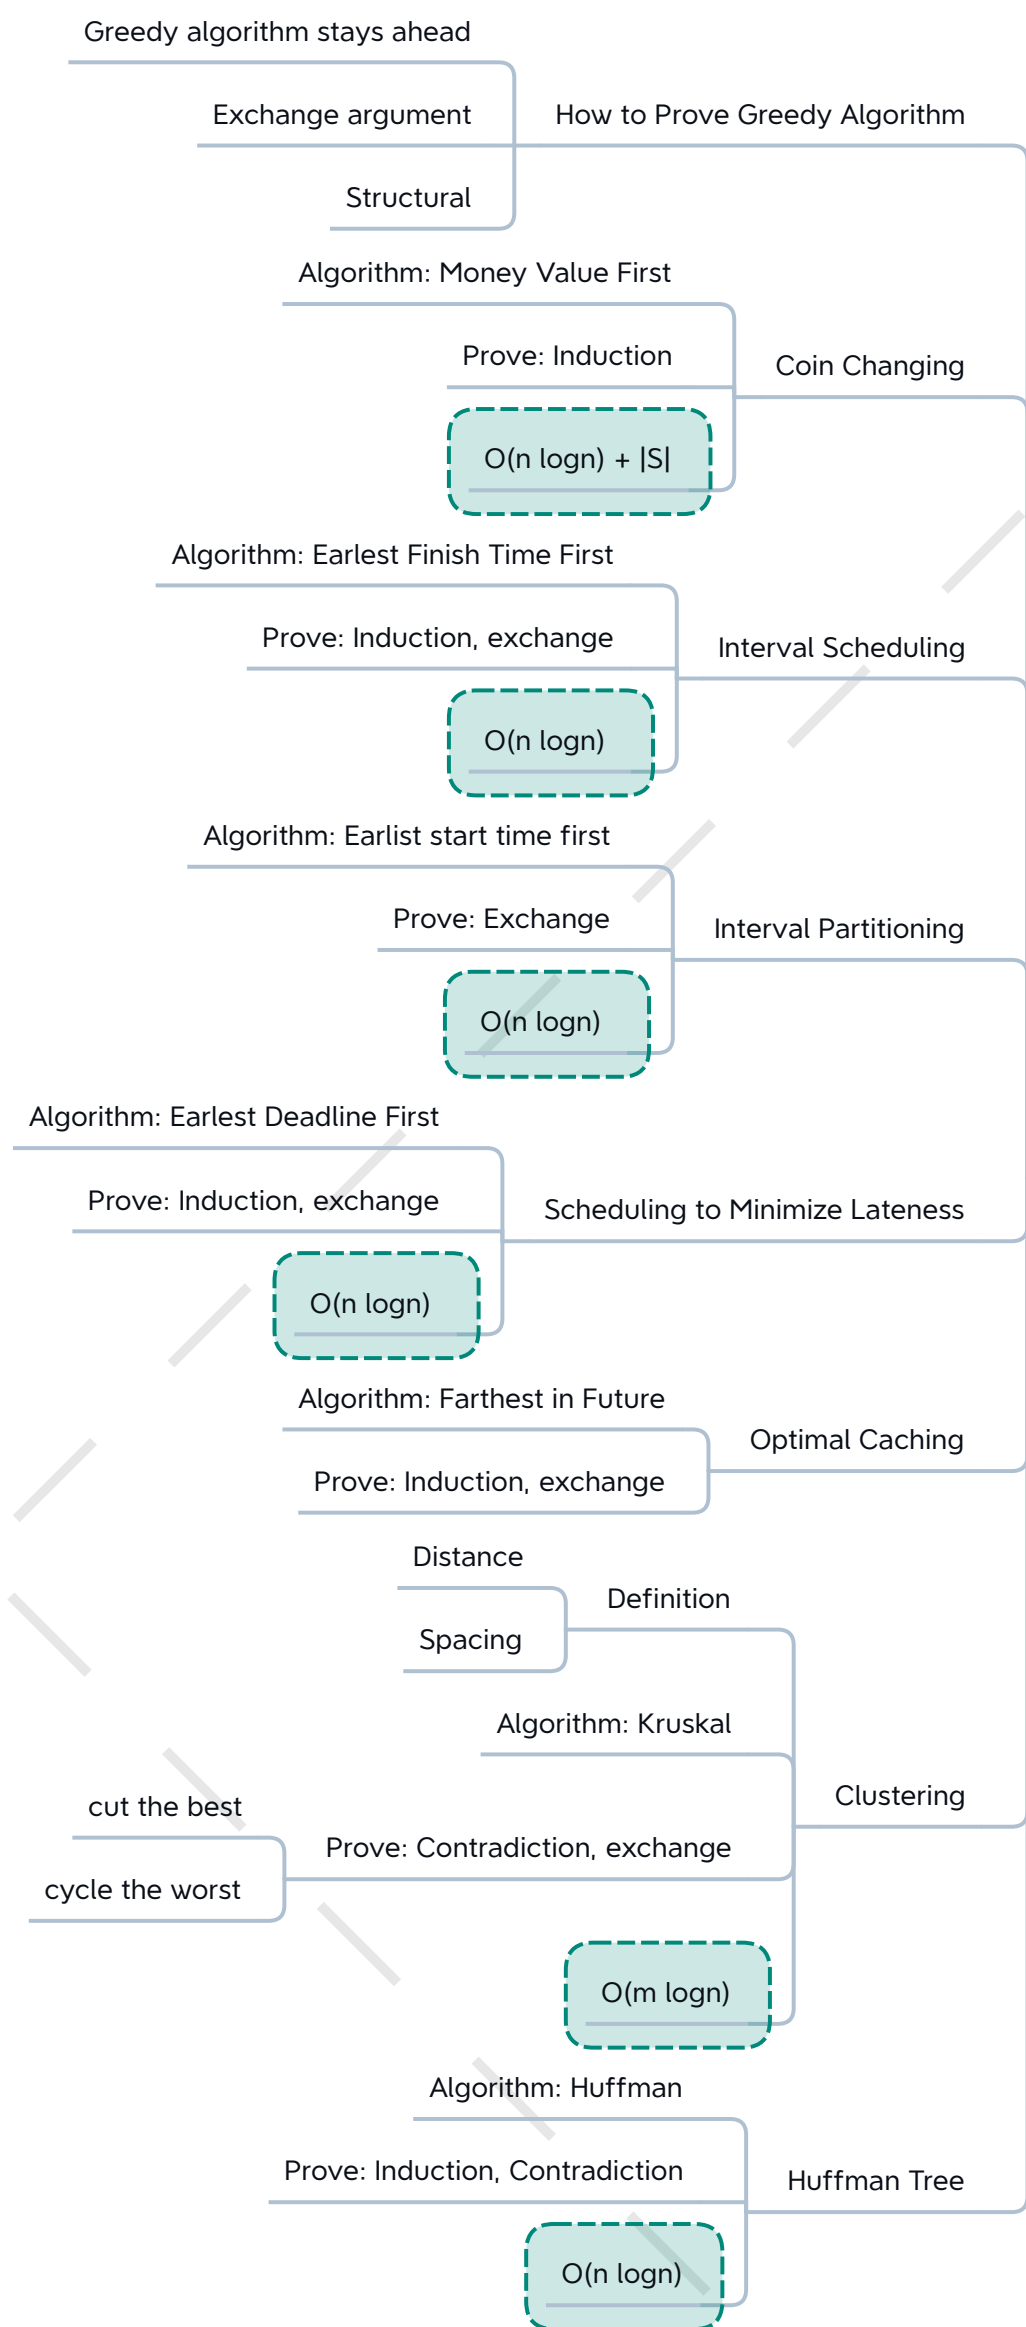 Greedy algorithm stays ahead
Exchange argument
How to Prove Greedy Algorithm
Structural
Algorithm: Money Value First
Prove: Induction
Coin Changing
O(n logn) + |S|
Algorithm: Earlest Finish Time First
Prove: Induction, exchange
Interval Scheduling
O(n logn)
Algorithm: Earlist start time first
Prove: Exchange
Interval Partitioning
O(n logn)
Algorithm: Earlest Deadline First
Prove: Induction, exchange
Scheduling to Minimize Lateness
O(n logn)
Algorithm: Farthest in Future
Optimal Caching
Prove: Induction, exchange
Distance
Definition
Spacing
Algorithm: Kruskal
Clustering
cut the best
Prove: Contradiction, exchange
cycle the worst
O(m logn)
Algorithm: Huffman
Prove: Induction, Contradiction
Huffman Tree
O(n logn)